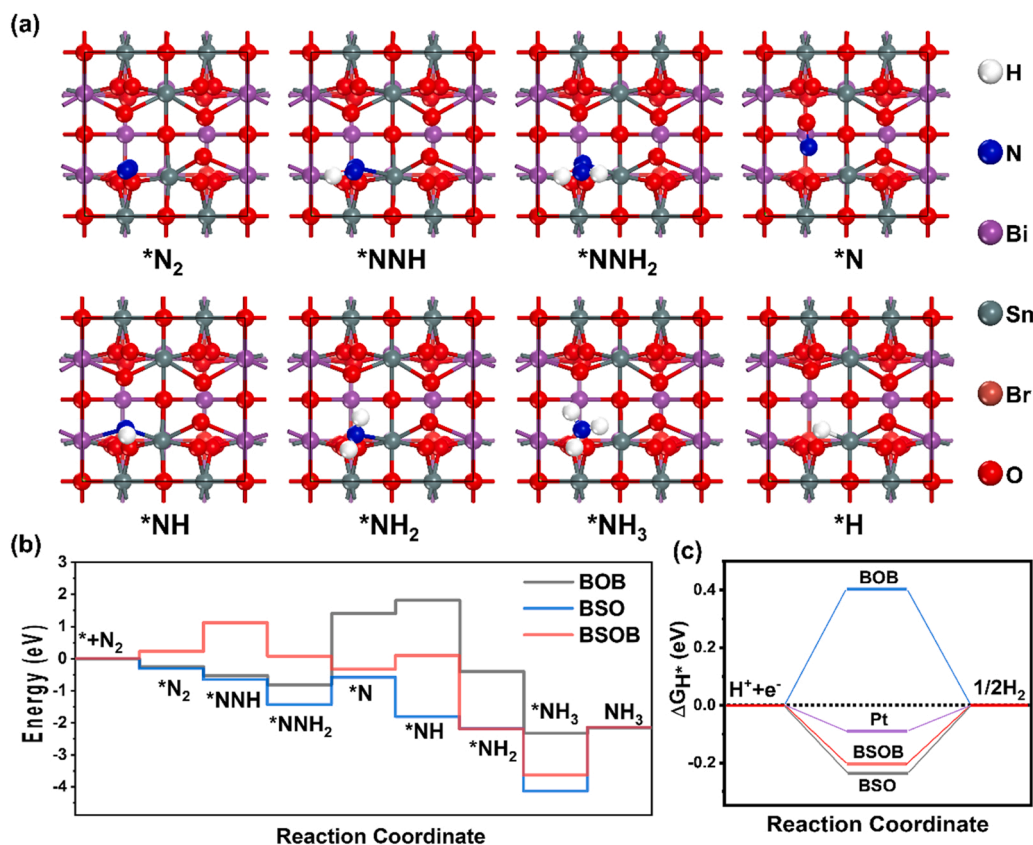 (a)
H
N
Bi
Sn
Br
O
*N₂
*NNH
*NNH₂
*N
*NH
*NH₂
*NH₃
*H
(b)
3
2
1
0
-1
-2
-3
-4
Energy (eV)
*+N₂
*N₂
*NNH
*NNH₂
*N
*NH
*NH₂
*NH₃
NH₃
BOB
BSO
BSOB
Reaction Coordinate
(c)
0.4
0.2
0.0
-0.2
ΔG_H* (eV)
BOB
H⁺+e⁻
1/2H₂
Pt
BSOB
BSO
Reaction Coordinate